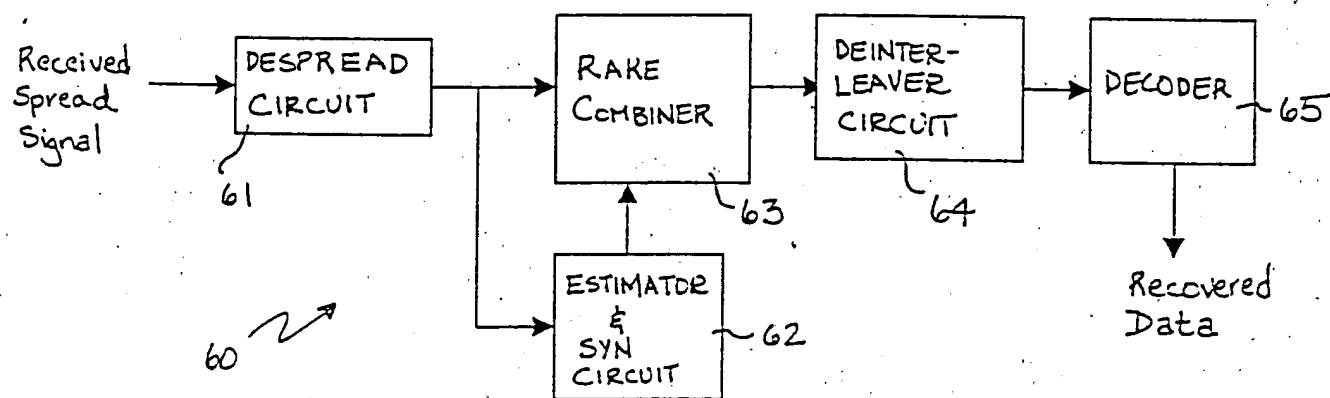 Received
Spread
Signal
DESPREAD
CIRCUIT
61
RAKE
COMBINER
63
DEINTER-
LEAVER
CIRCUIT
64
DECODER
65
ESTIMATOR
&
SYN
CIRCUIT
62
60
Recovered
Data